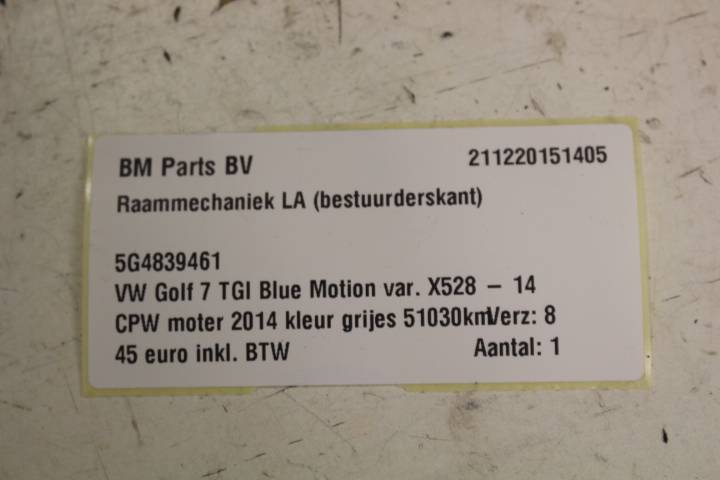 BM Parts BV 211220151405
Raammechaniek LA (bestuurderskant)
5G4839461
VW Golf 7 TGI Blue Motion var. X528 – 14
CPW moter 2014 kleur grijes 51030km Verz: 8
45 euro inkl. BTW Aantal: 1